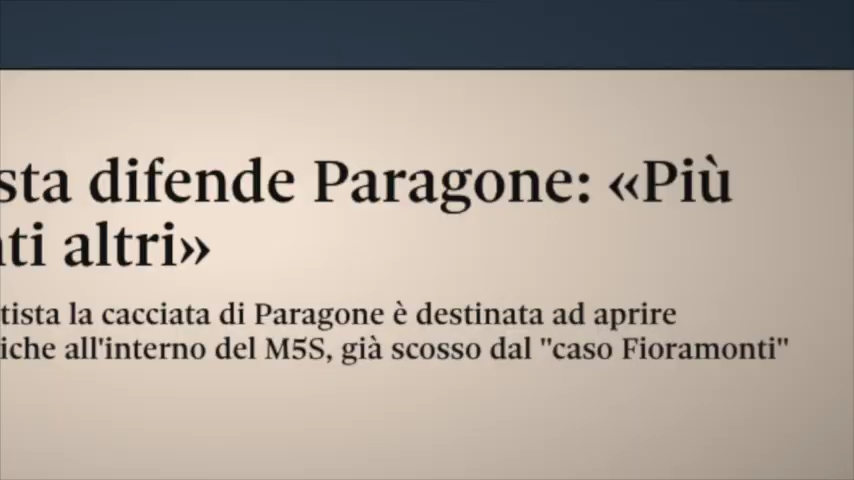 sta difende Paragone: «Più
ti altri»
tista la cacciata di Paragone è destinata ad aprire
iche all'interno del M5S, già scosso dal "caso Fioramonti"